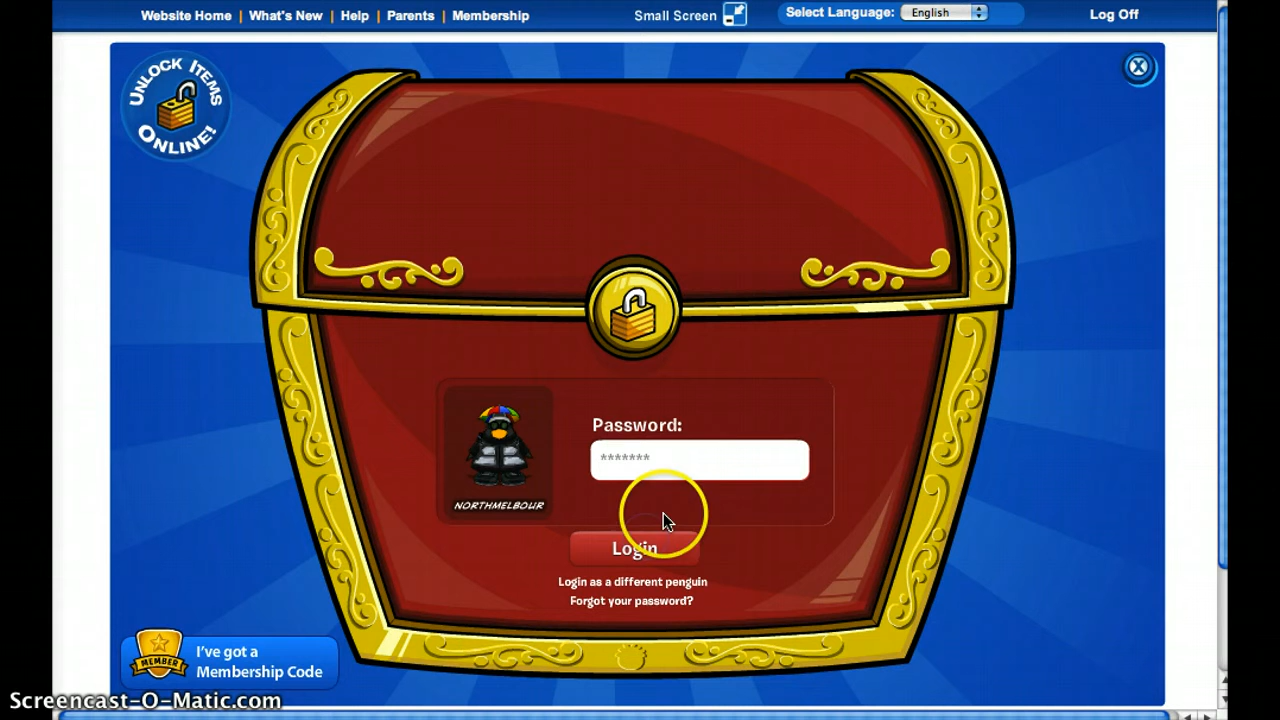 Website Home | What's New | Help | Parents | Membership
Small Screen
Select Language: English
Log Off
UNLOCK ITEMS
ONLINE!
Password:
*******
NORTHMELBOUR
Login
Login as a different penguin
Forgot your password?
MEMBER
I've got a
Membership Code
Screencast-O-Matic.com